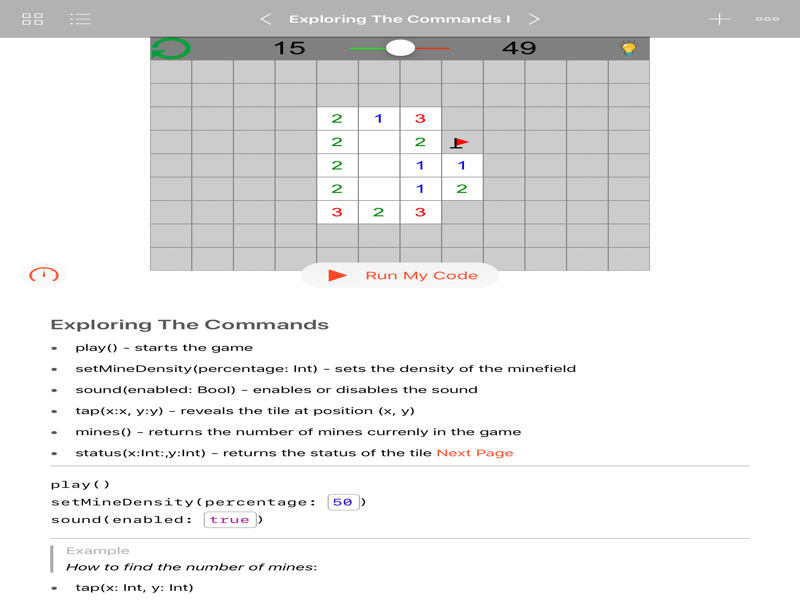 Exploring The Commands I
15 49
2 1 3
2 2
2 1 1
2 1 2
3 2 3
Run My Code
Exploring The Commands
• play() - starts the game
• setMineDensity(percentage: Int) - sets the density of the minefield
• sound(enabled: Bool) - enables or disables the sound
• tap(x:x, y:y) - reveals the tile at position (x, y)
• mines() - returns the number of mines currenly in the game
• status(x:Int:,y:Int) - returns the status of the tile Next Page
play()
setMineDensity(percentage: 50)
sound(enabled: true)
Example
How to find the number of mines:
• tap(x: Int, y: Int)